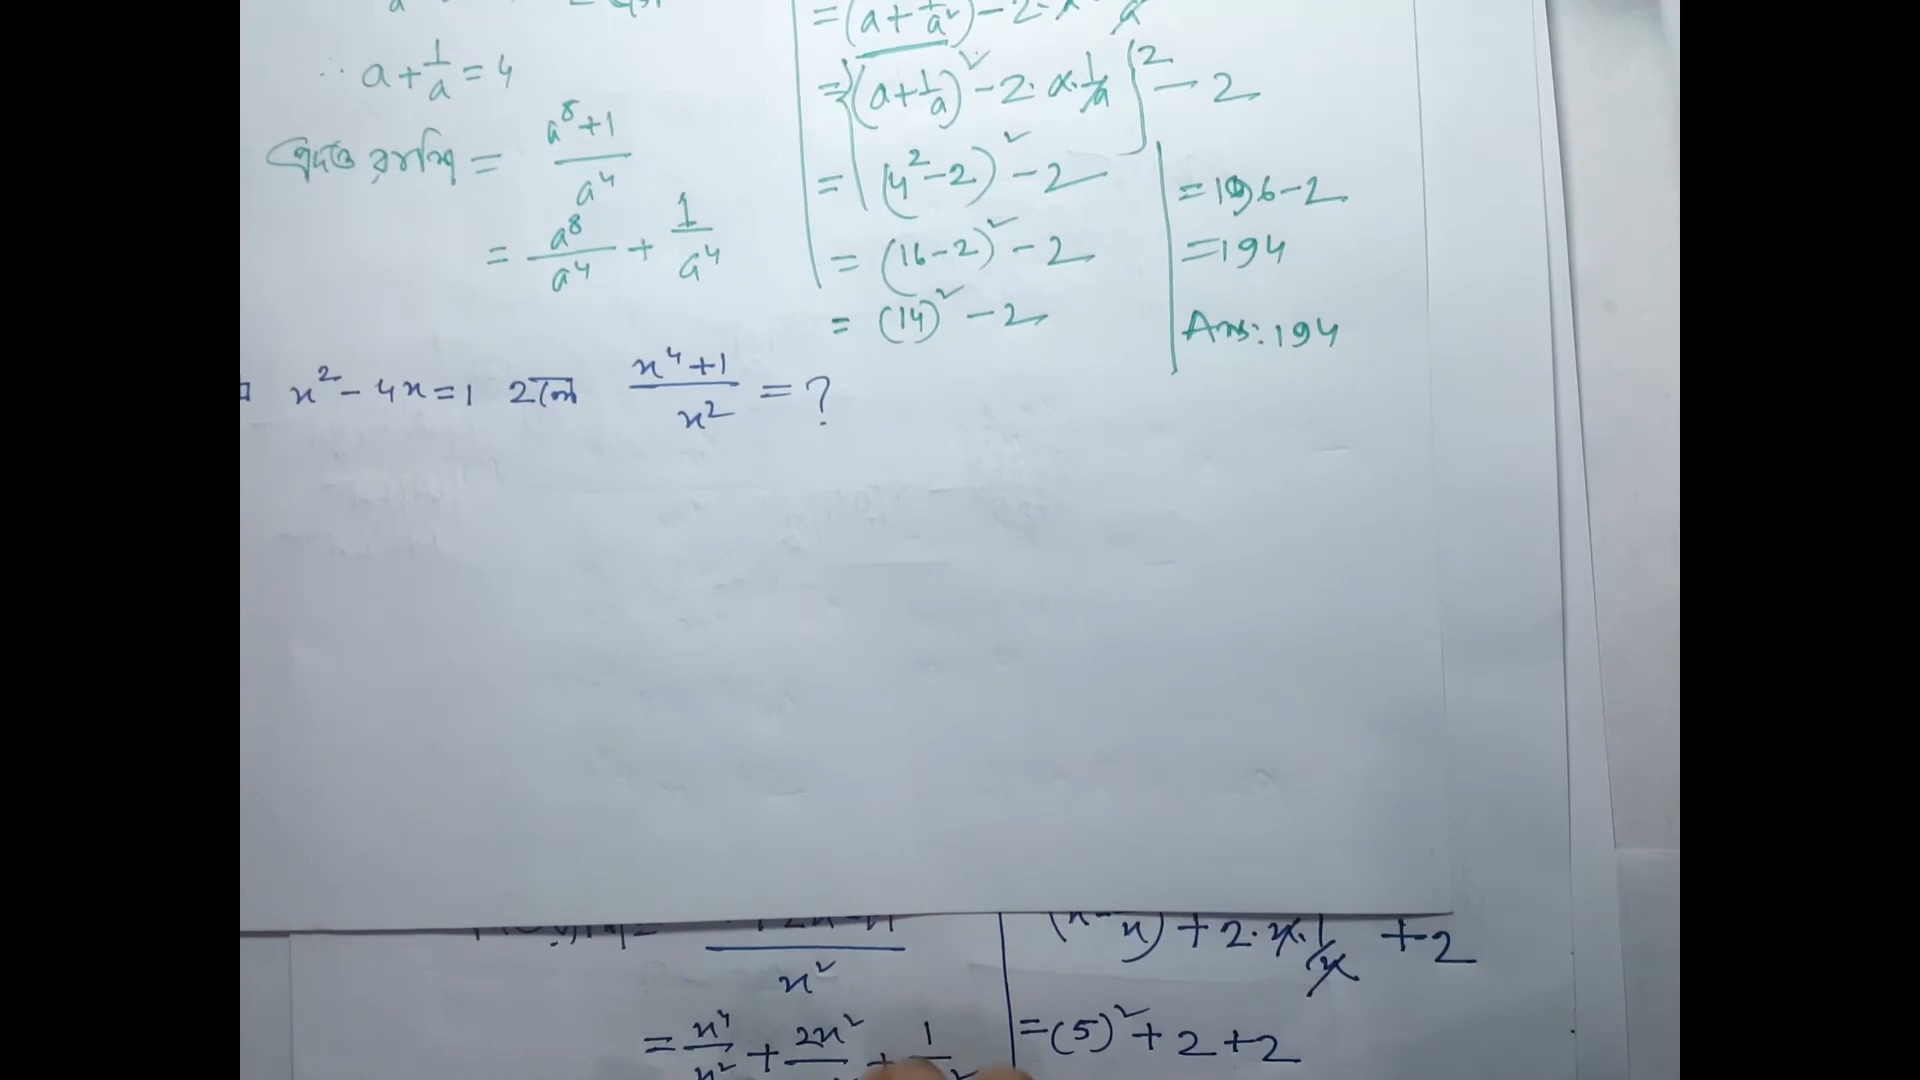 ∴ a + 1/a = 4
প্রদত্ত রাশি = (a⁸+1)/a⁴
= a⁸/a⁴ + 1/a⁴
= {(a+1/a)² - 2·a·1/a}² - 2
= (4²-2)² - 2
= (16-2)² - 2
= (14)² - 2
= 196-2
= 194
Ans: 194
x² - 4x = 1 হলে (x⁴+1)/x² = ?
x²
= x⁴/x² + 2x²/ + 1/
+ 2·x·1/x + 2
= (5)² + 2 + 2